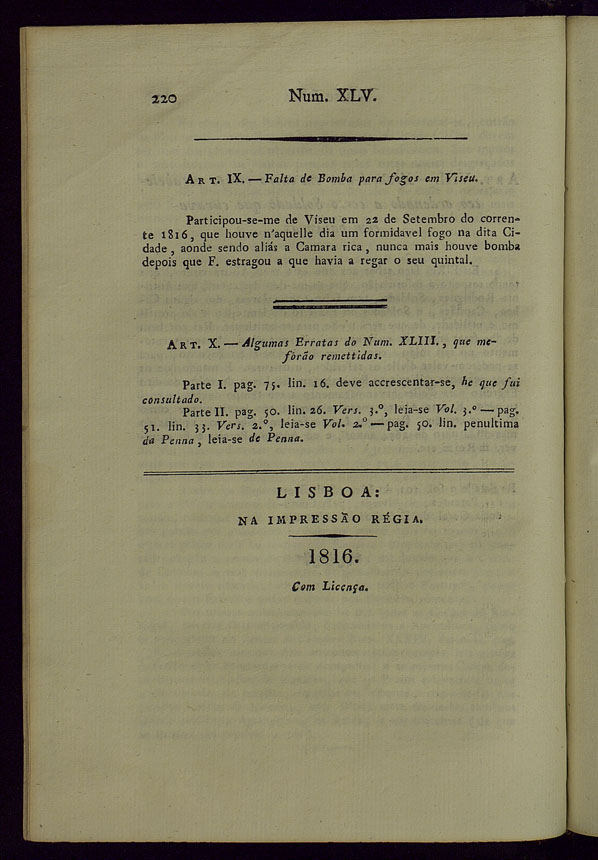 220 Num. XLV.
ART. IX. — Falta de Bomba para fogos em Viseu.
Participou-se-me de Viseu em 22 de Setembro do corren-
te 1816, que houve n'aquelle dia um formidavel fogo na dita Ci-
dade, aonde sendo aliás a Camara rica, nunca mais houve bomba
depois que F. estragou a que havia a regar o seu quintal.
ART. X. — Algumas Erratas do Num. XLIII., que me-
fòrão remettidas.
Parte I. pag. 75. lin. 16. deve accrescentar-se, he que fui
consultado.
Parte II. pag. 50. lin. 26. Vers. 3.º, leia-se Vol. 3.º — pag.
51. lin. 33. Vers. 2.º, leia-se Vol. 2.º — pag. 50. lin. penultima
da Penna, leia-se de Penna.
LISBOA:
NA IMPRESSÃO RÉGIA.
1816.
Com Licença.